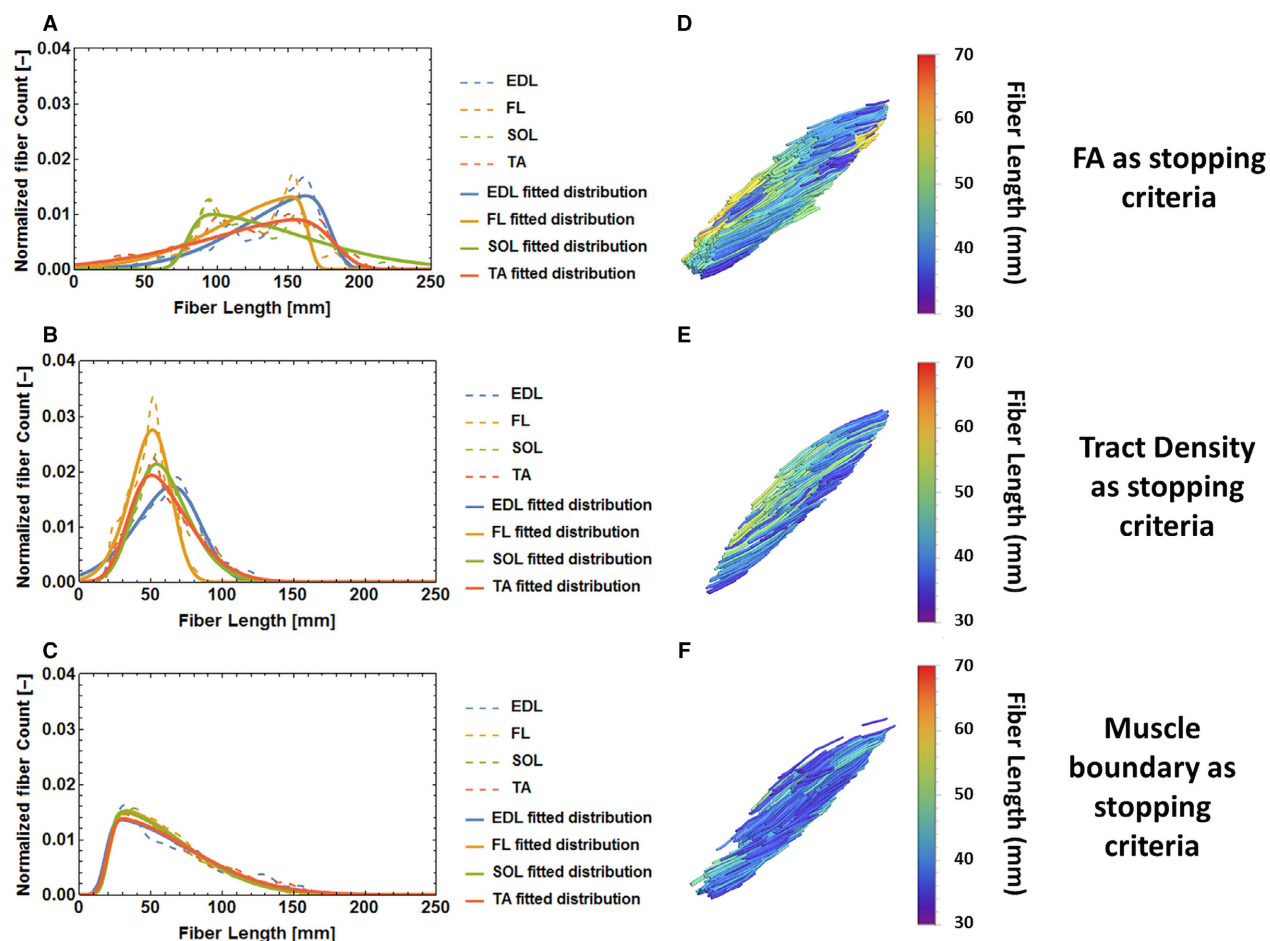 A
Normalized fiber Count [–]
0.04
0.03
0.02
0.01
0.00
0 50 100 150 200 250
Fiber Length [mm]
EDL
FL
SOL
TA
EDL fitted distribution
FL fitted distribution
SOL fitted distribution
TA fitted distribution
D
70
60
50
40
30
Fiber Length (mm)
FA as stopping
criteria
B
Normalized fiber Count [–]
0.04
0.03
0.02
0.01
0.00
0 50 100 150 200 250
Fiber Length [mm]
EDL
FL
SOL
TA
EDL fitted distribution
FL fitted distribution
SOL fitted distribution
TA fitted distribution
E
70
60
50
40
30
Fiber Length (mm)
Tract Density
as stopping
criteria
C
Normalized fiber Count [–]
0.04
0.03
0.02
0.01
0.00
0 50 100 150 200 250
Fiber Length [mm]
EDL
FL
SOL
TA
EDL fitted distribution
FL fitted distribution
SOL fitted distribution
TA fitted distribution
F
70
60
50
40
30
Fiber Length (mm)
Muscle
boundary as
stopping
criteria